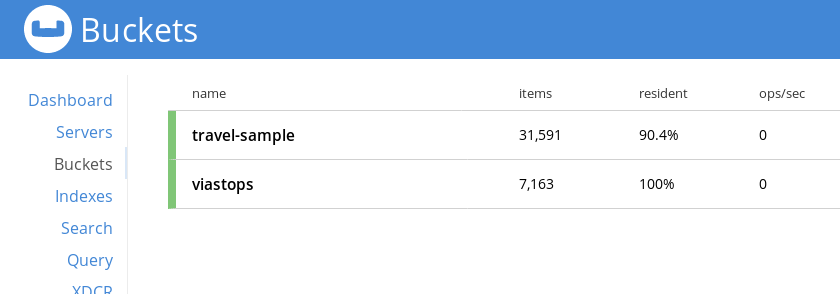 Buckets
Dashboard
Servers
Buckets
Indexes
Search
Query
XDCR
name items resident ops/sec
travel-sample 31,591 90.4% 0
viastops 7,163 100% 0